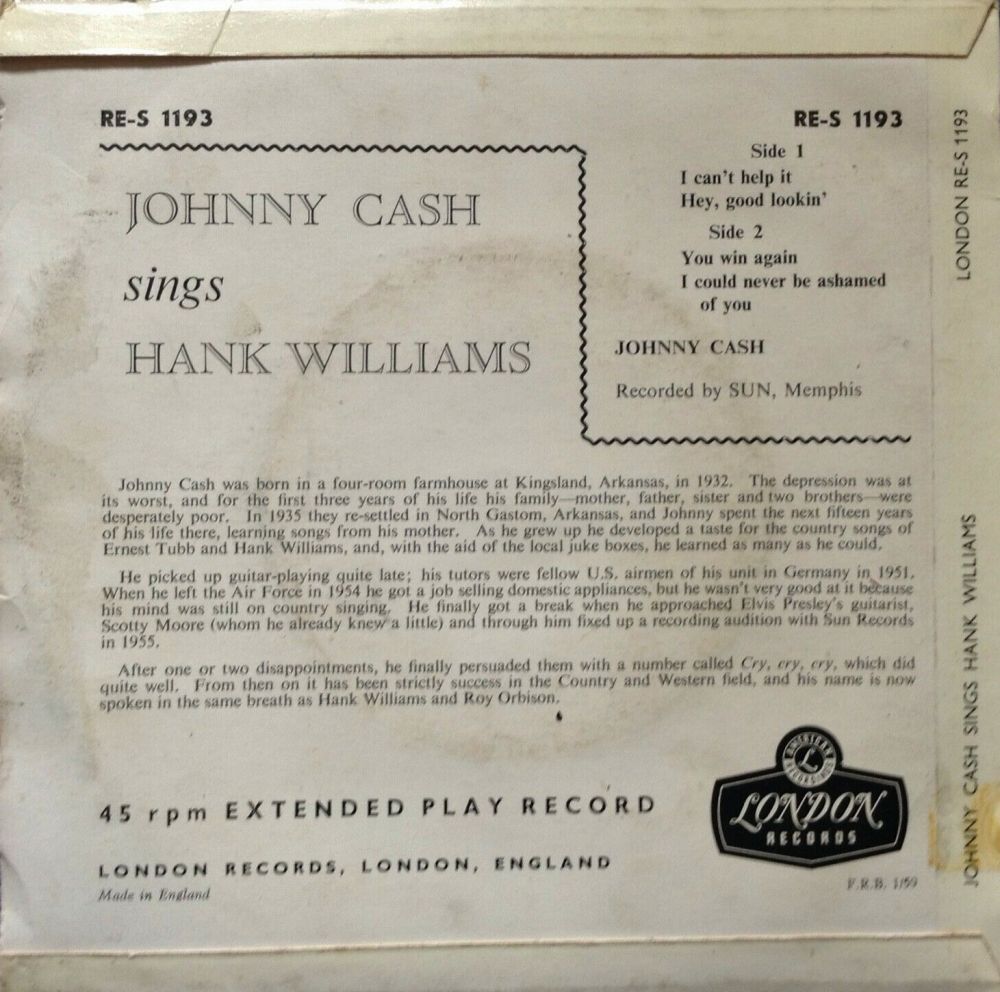 RE-S 1193
RE-S 1193
JOHNNY CASH
sings
HANK WILLIAMS
Side 1
I can't help it
Hey, good lookin'
Side 2
You win again
I could never be ashamed
of you
JOHNNY CASH
Recorded by SUN, Memphis
Johnny Cash was born in a four-room farmhouse at Kingsland, Arkansas, in 1932. The depression was at
its worst, and for the first three years of his life his family—mother, father, sister and two brothers—were
desperately poor. In 1935 they re-settled in North Gastom, Arkansas, and Johnny spent the next fifteen years
of his life there, learning songs from his mother. As he grew up he developed a taste for the country songs of
Ernest Tubb and Hank Williams, and, with the aid of the local juke boxes, he learned as many as he could.
He picked up guitar-playing quite late; his tutors were fellow U.S. airmen of his unit in Germany in 1951.
When he left the Air Force in 1954 he got a job selling domestic appliances, but he wasn't very good at it because
his mind was still on country singing. He finally got a break when he approached Elvis Presley's guitarist,
Scotty Moore (whom he already knew a little) and through him fixed up a recording audition with Sun Records
in 1955.
After one or two disappointments, he finally persuaded them with a number called Cry, cry, cry, which did
quite well. From then on it has been strictly success in the Country and Western field, and his name is now
spoken in the same breath as Hank Williams and Roy Orbison.
45 rpm EXTENDED PLAY RECORD
LONDON RECORDS, LONDON, ENGLAND
Made in England
AMERICAN
L
RECORDINGS
LONDON
RECORDS
F.R.B. 1/59
LONDON RE-S 1193
JOHNNY CASH SINGS HANK WILLIAMS